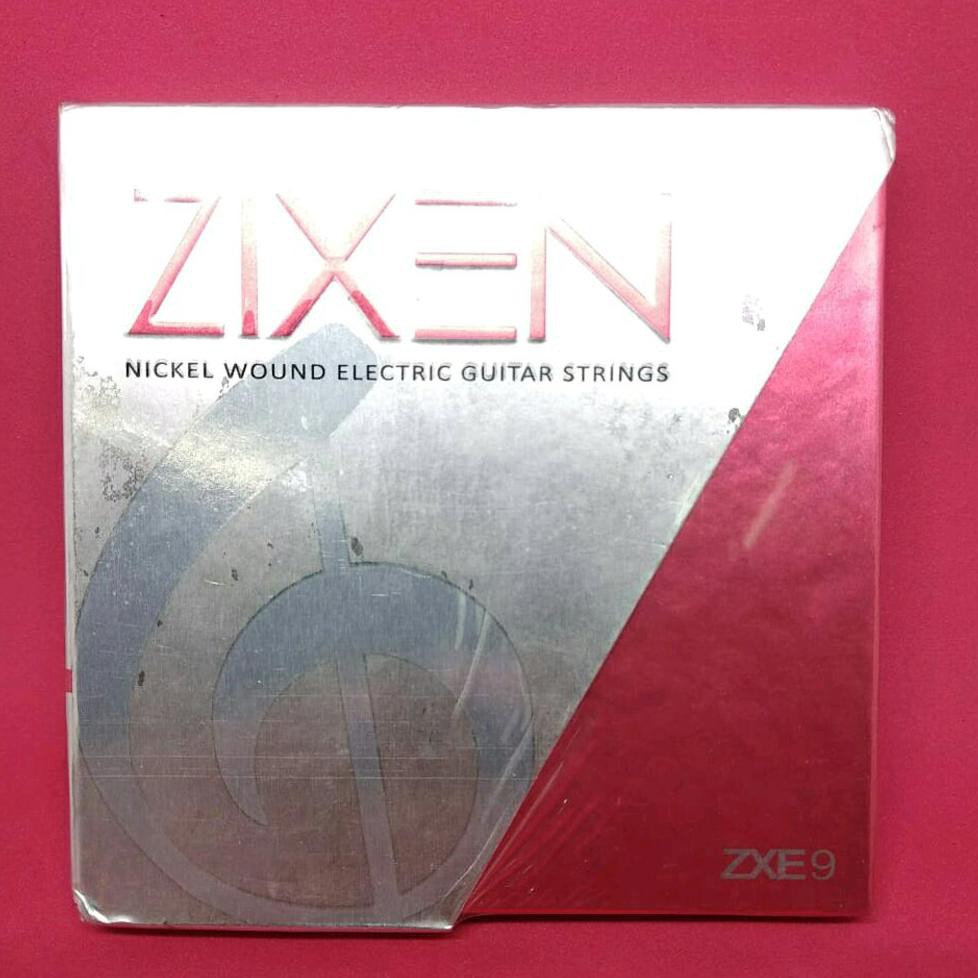 ZIXEN
NICKEL WOUND ELECTRIC GUITAR STRINGS
ZXE9